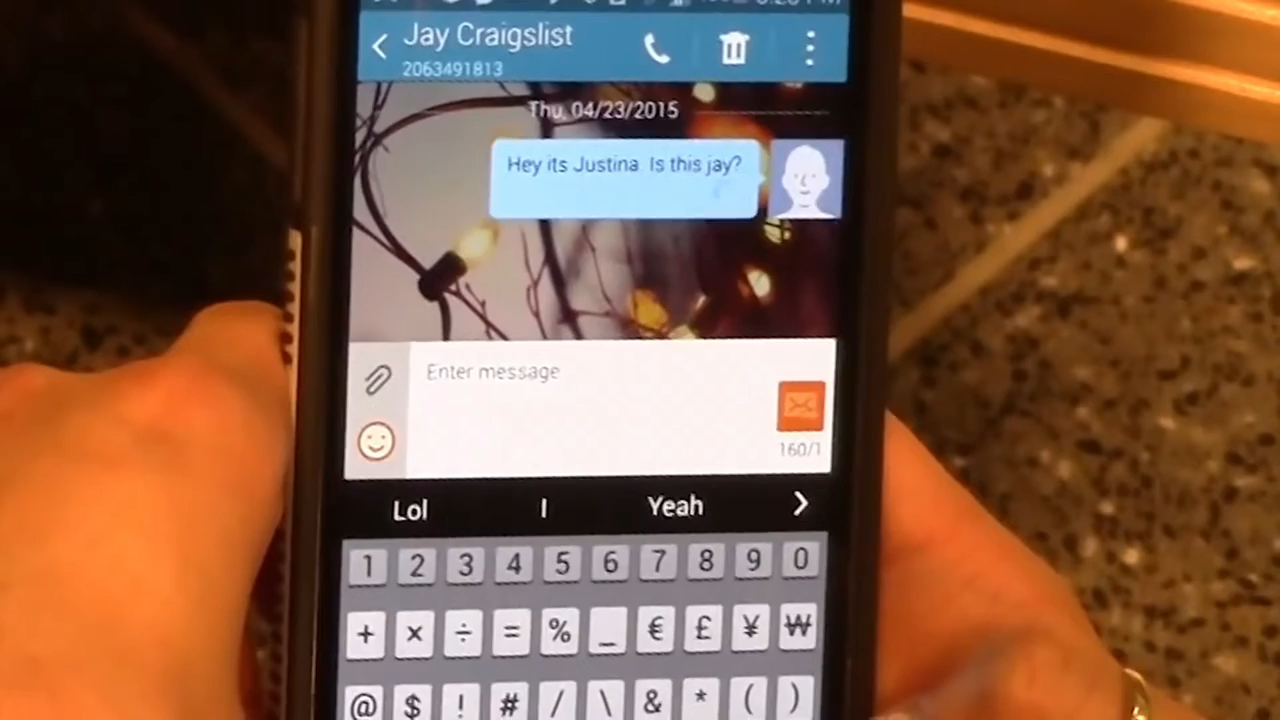 Jay Craigslist
2063491813
Thu, 04/23/2015
Hey its Justina. Is this jay?
Enter message
160/1
Lol I Yeah
1 2 3 4 5 6 7 8 9 0
+ × ÷ = % _ € £ ¥ ₩
@ $ ! # / \ & * ( )